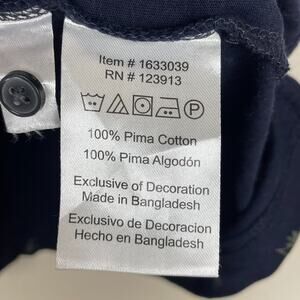 Item # 1633039
RN # 123913
100% Pima Cotton
100% Pima Algodón
Exclusive of Decoration
Made in Bangladesh
Exclusivo de Decoracion
Hecho en Bangladesh